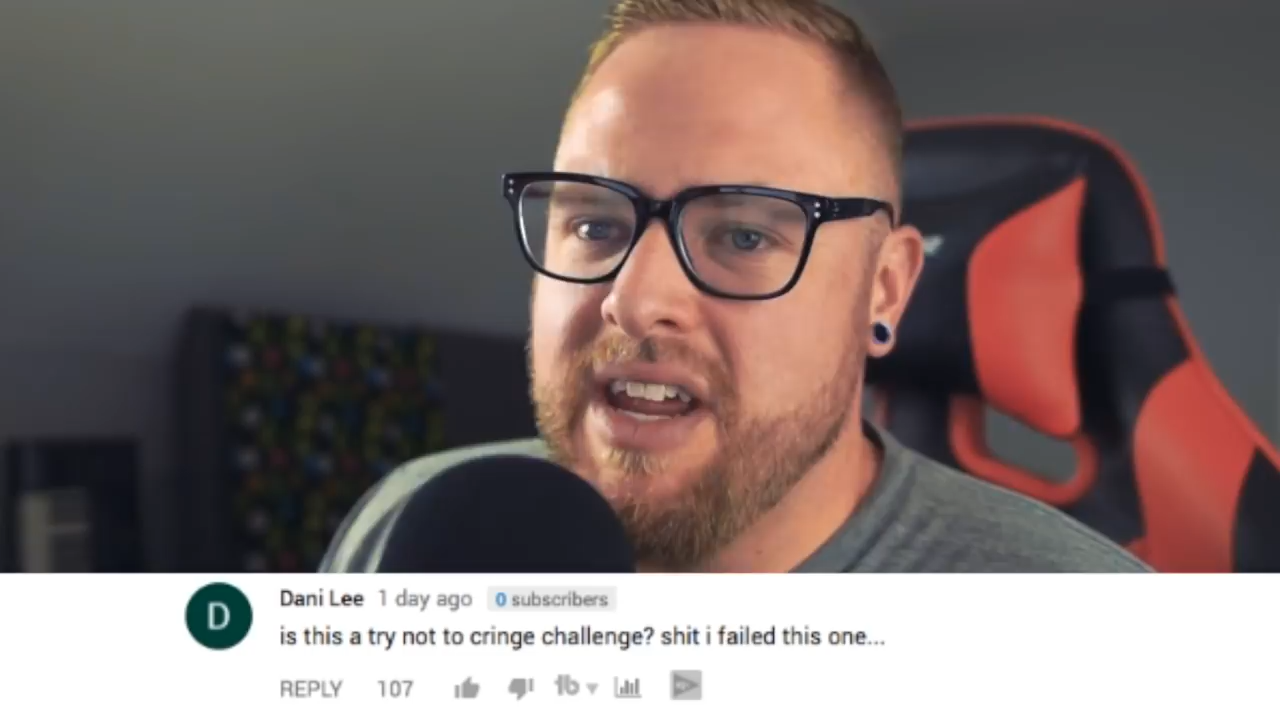 D
Dani Lee 1 day ago 0 subscribers
is this a try not to cringe challenge? shit i failed this one...
REPLY 107